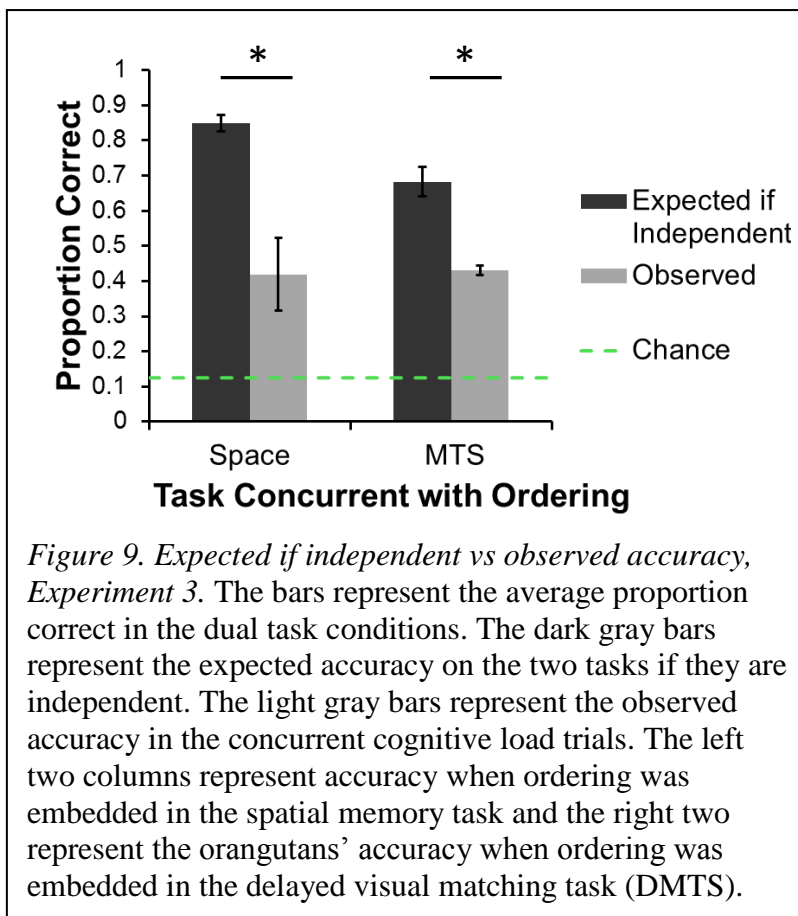 * *
1
0.9
0.8
0.7
0.6
0.5
0.4
0.3
0.2
0.1
0
Proportion Correct
Expected if
Independent
Observed
Chance
Space MTS
Task Concurrent with Ordering
Figure 9. Expected if independent vs observed accuracy,
Experiment 3. The bars represent the average proportion
correct in the dual task conditions. The dark gray bars
represent the expected accuracy on the two tasks if they are
independent. The light gray bars represent the observed
accuracy in the concurrent cognitive load trials. The left
two columns represent accuracy when ordering was
embedded in the spatial memory task and the right two
represent the orangutans’ accuracy when ordering was
embedded in the delayed visual matching task (DMTS).